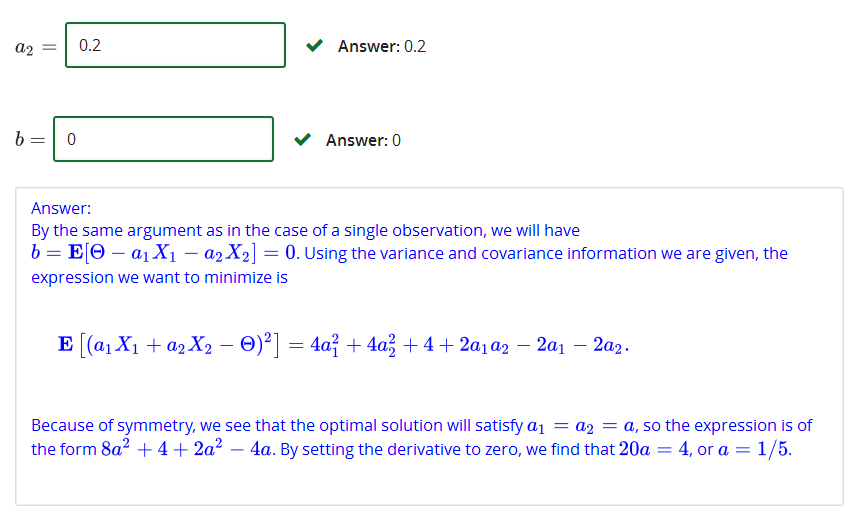 a₂ = 0.2 ✔ Answer: 0.2
b = 0 ✔ Answer: 0
Answer:
By the same argument as in the case of a single observation, we will have
b = E[Θ − a₁X₁ − a₂X₂] = 0. Using the variance and covariance information we are given, the
expression we want to minimize is
E [(a₁X₁ + a₂X₂ − Θ)²] = 4a₁² + 4a₂² + 4 + 2a₁a₂ − 2a₁ − 2a₂.
Because of symmetry, we see that the optimal solution will satisfy a₁ = a₂ = a, so the expression is of
the form 8a² + 4 + 2a² − 4a. By setting the derivative to zero, we find that 20a = 4, or a = 1/5.